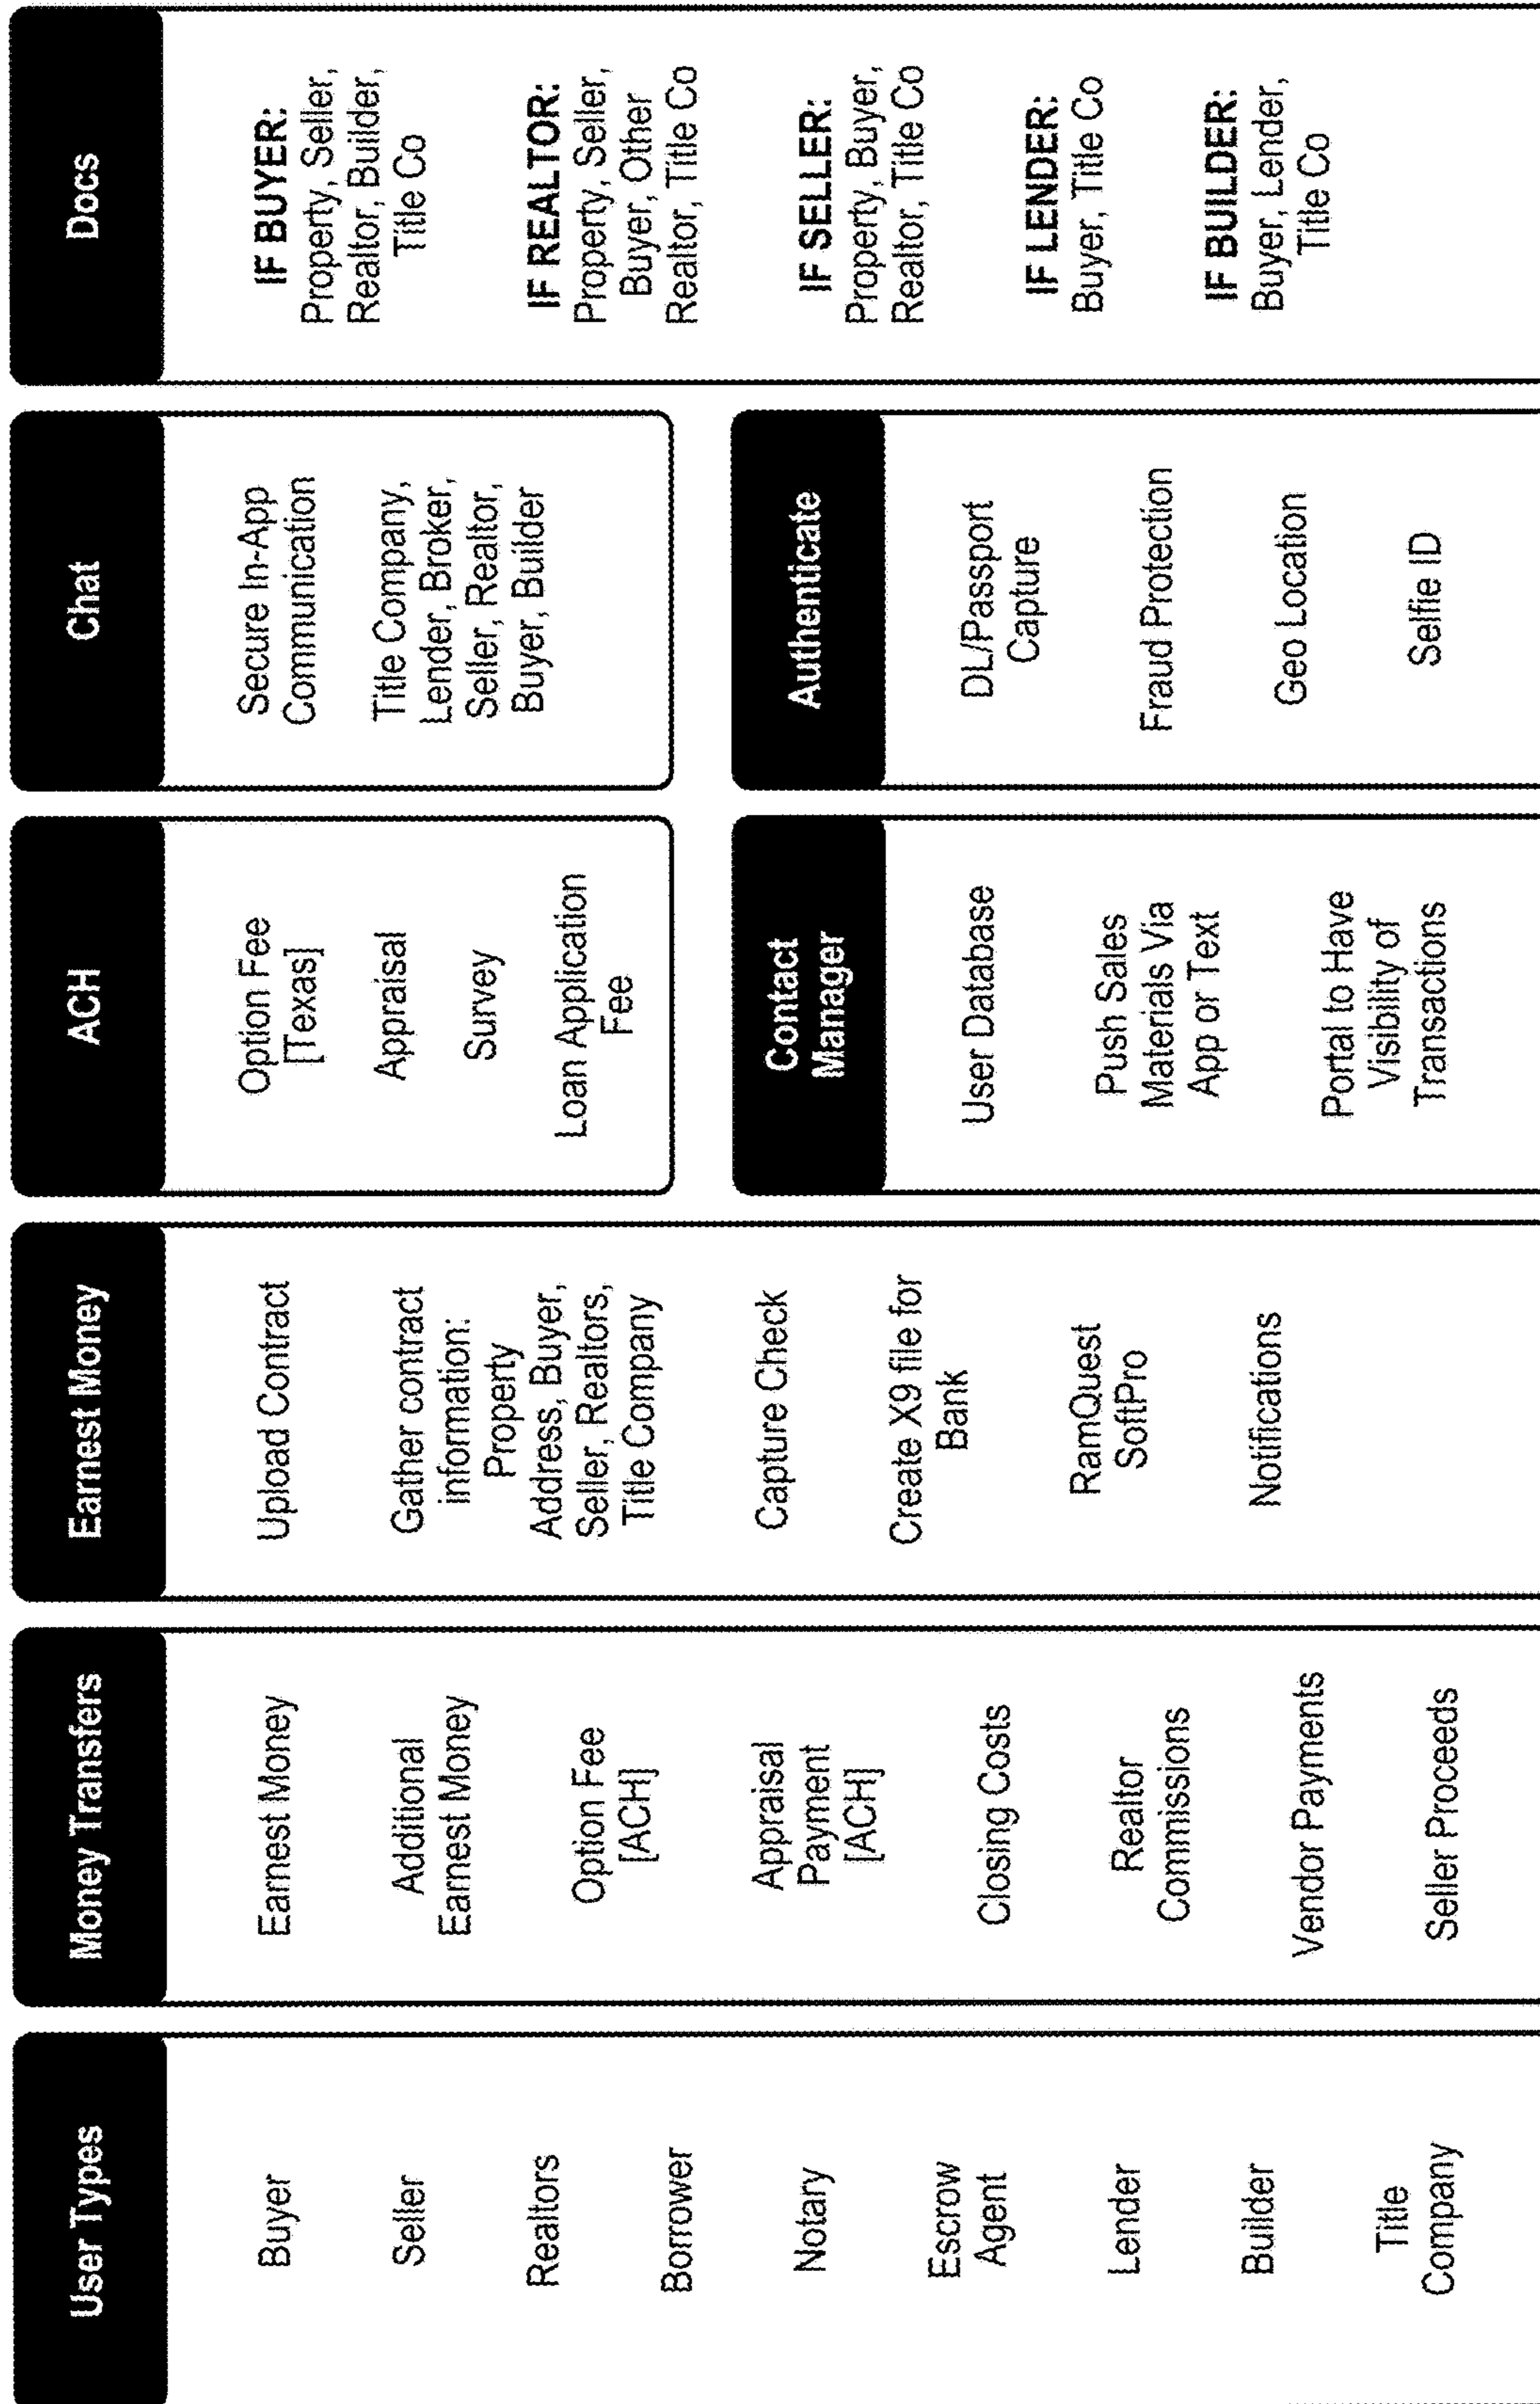 User Types
Buyer
Seller
Realtors
Borrower
Notary
Escrow
Agent
Lender
Builder
Title
Company
Money Transfers
Earnest Money
Additional
Earnest Money
Option Fee
[ACH]
Appraisal
Payment
[ACH]
Closing Costs
Realtor
Commissions
Vendor Payments
Seller Proceeds
Earnest Money
Upload Contract
Gather contract
information:
Property
Address, Buyer,
Seller, Realtors,
Title Company
Capture Check
Create X9 file for
Bank
RamQuest
SoftPro
Notifications
ACH
Option Fee
[Texas]
Appraisal
Survey
Loan Application
Fee
Contact
Manager
User Database
Push Sales
Materials Via
App or Text
Portal to Have
Visibility of
Transactions
Chat
Secure In-App
Communication
Title Company,
Lender, Broker,
Seller, Realtor,
Buyer, Builder
Authenticate
DL/Passport
Capture
Fraud Protection
Geo Location
Selfie ID
Docs
IF BUYER:
Property, Seller,
Realtor, Builder,
Title Co
IF REALTOR:
Property, Seller,
Buyer, Other
Realtor, Title Co
IF SELLER:
Property, Buyer,
Realtor, Title Co
IF LENDER:
Buyer, Title Co
IF BUILDER:
Buyer, Lender,
Title Co